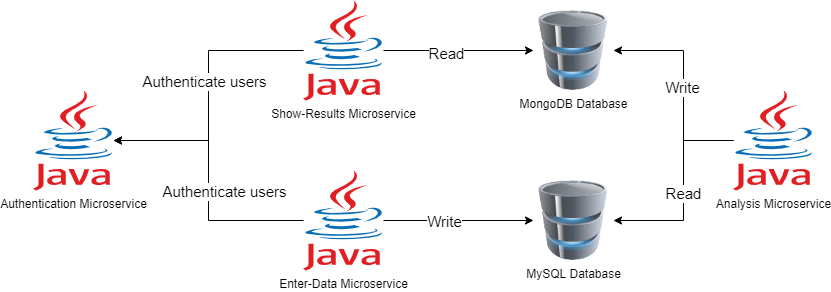 Java
Show-Results Microservice
Authenticate users
Read
MongoDB Database
Write
Java
Authentication Microservice
Java
Analysis Microservice
Authenticate users
Java
Enter-Data Microservice
Write
MySQL Database
Read